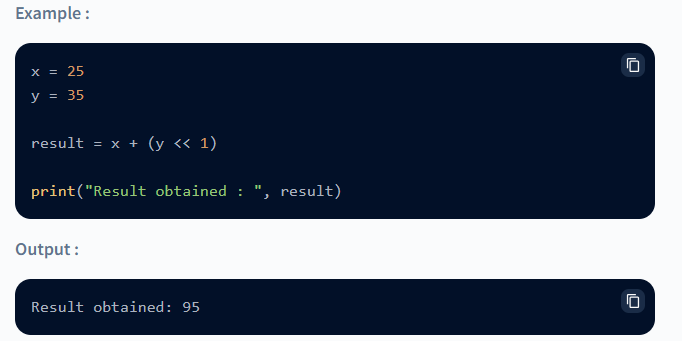 Example :
x = 25
y = 35
result = x + (y << 1)
print("Result obtained : ", result)
Output :
Result obtained: 95